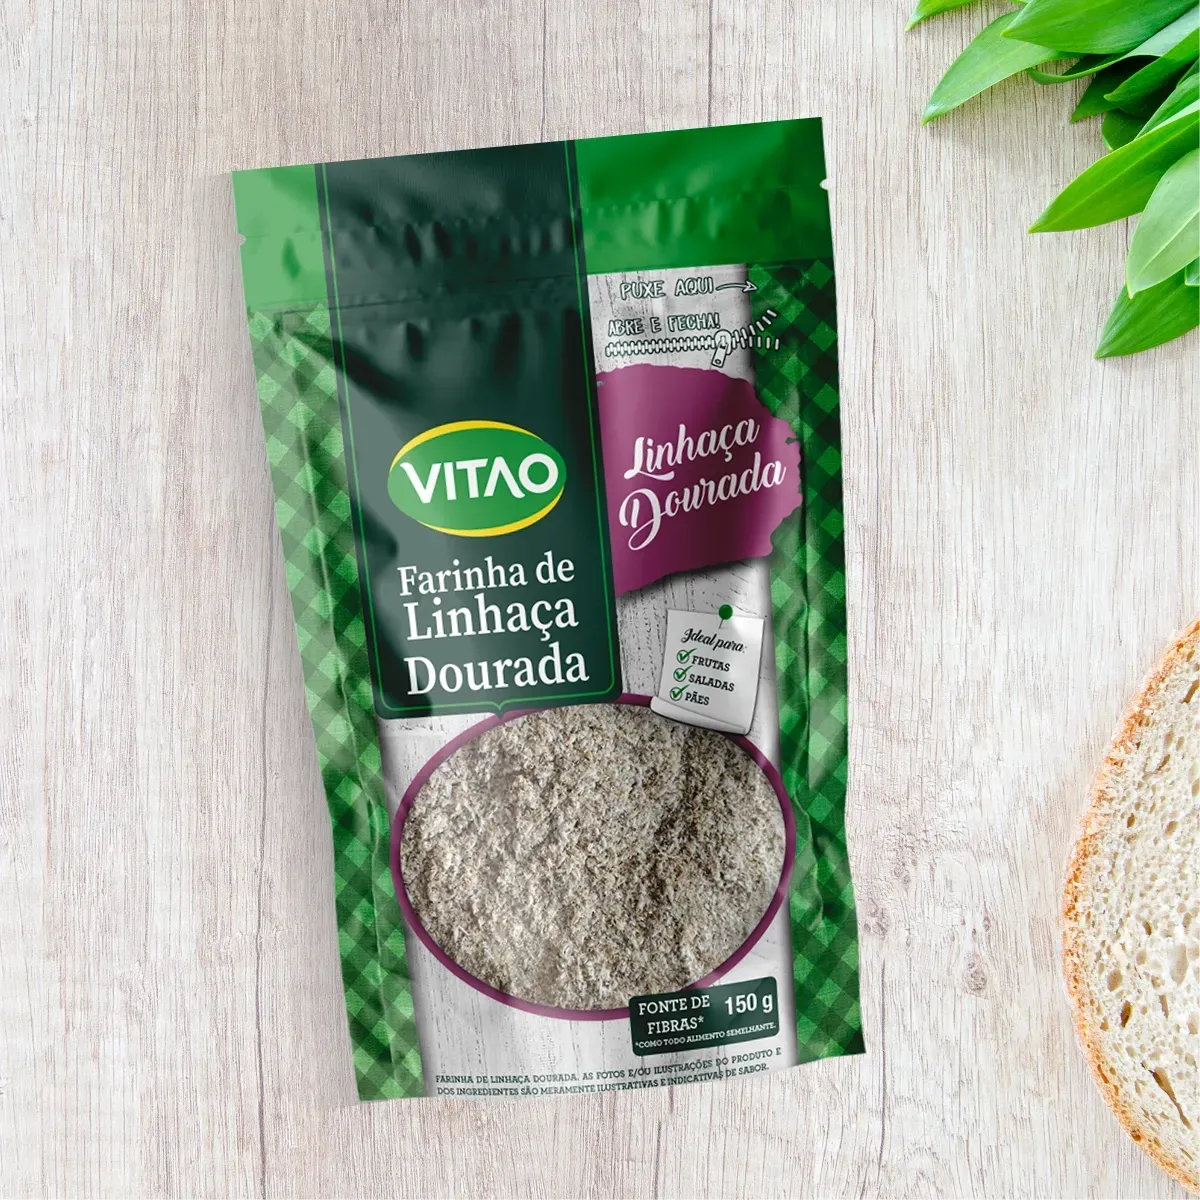 PUXE AQUI
ABRE E FECHA!
VITAO
Linhaça
Dourada
Farinha de
Linhaça
Dourada
Ideal para:
FRUTAS
SALADAS
PÃES
FONTE DE
FIBRAS*
150 g
*COMO TODO ALIMENTO SEMELHANTE.
FARINHA DE LINHAÇA DOURADA. AS FOTOS E/OU ILUSTRAÇÕES DO PRODUTO E
DOS INGREDIENTES SÃO MERAMENTE ILUSTRATIVAS E INDICATIVAS DE SABOR.